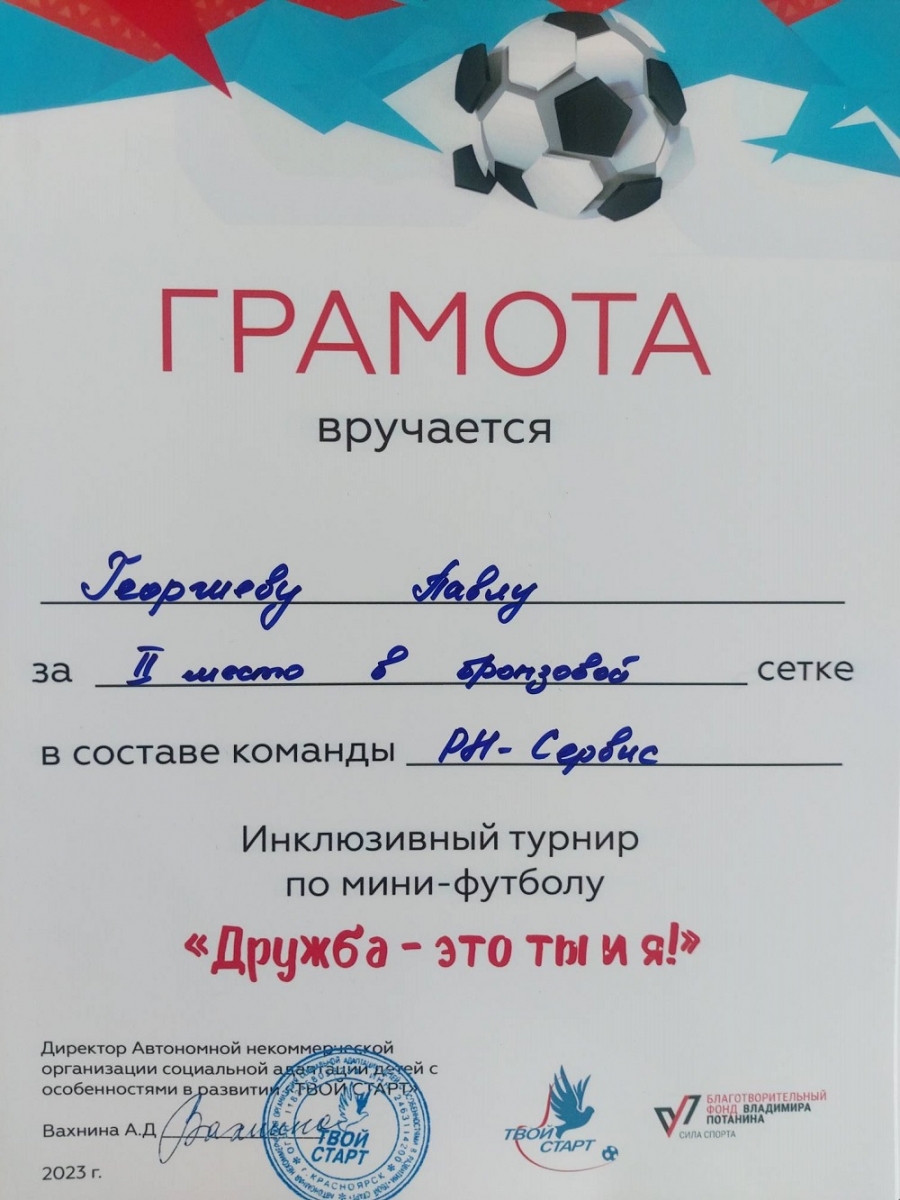 ГРАМОТА
вручается
Георгиеву Павлу
за II место в бронзовой сетке
в составе команды РН-Сервис
Инклюзивный турнир
по мини-футболу
«Дружба - это ты и я!»
Директор Автономной некоммерческой
организации социальной адаптации детей с
особенностями в развитии "ТВОЙ СТАРТ"
Вахнина А.Д
2023 г.
ТВОЙ
СТАРТ
г. КРАСНОЯРСК
ТВОЙ
СТАРТ
БЛАГОТВОРИТЕЛЬНЫЙ
ФОНД ВЛАДИМИРА
ПОТАНИНА
СИЛА СПОРТА